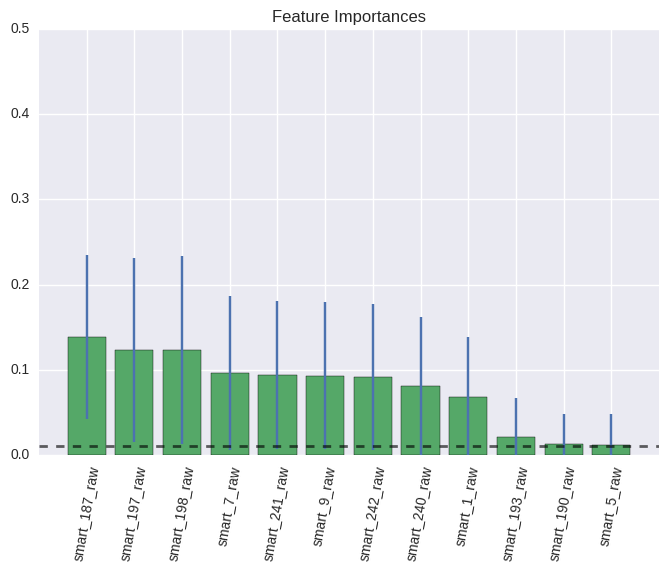 Feature Importances
0.5
0.4
0.3
0.2
0.1
0.0
smart_187_raw
smart_197_raw
smart_198_raw
smart_7_raw
smart_241_raw
smart_9_raw
smart_242_raw
smart_240_raw
smart_1_raw
smart_193_raw
smart_190_raw
smart_5_raw